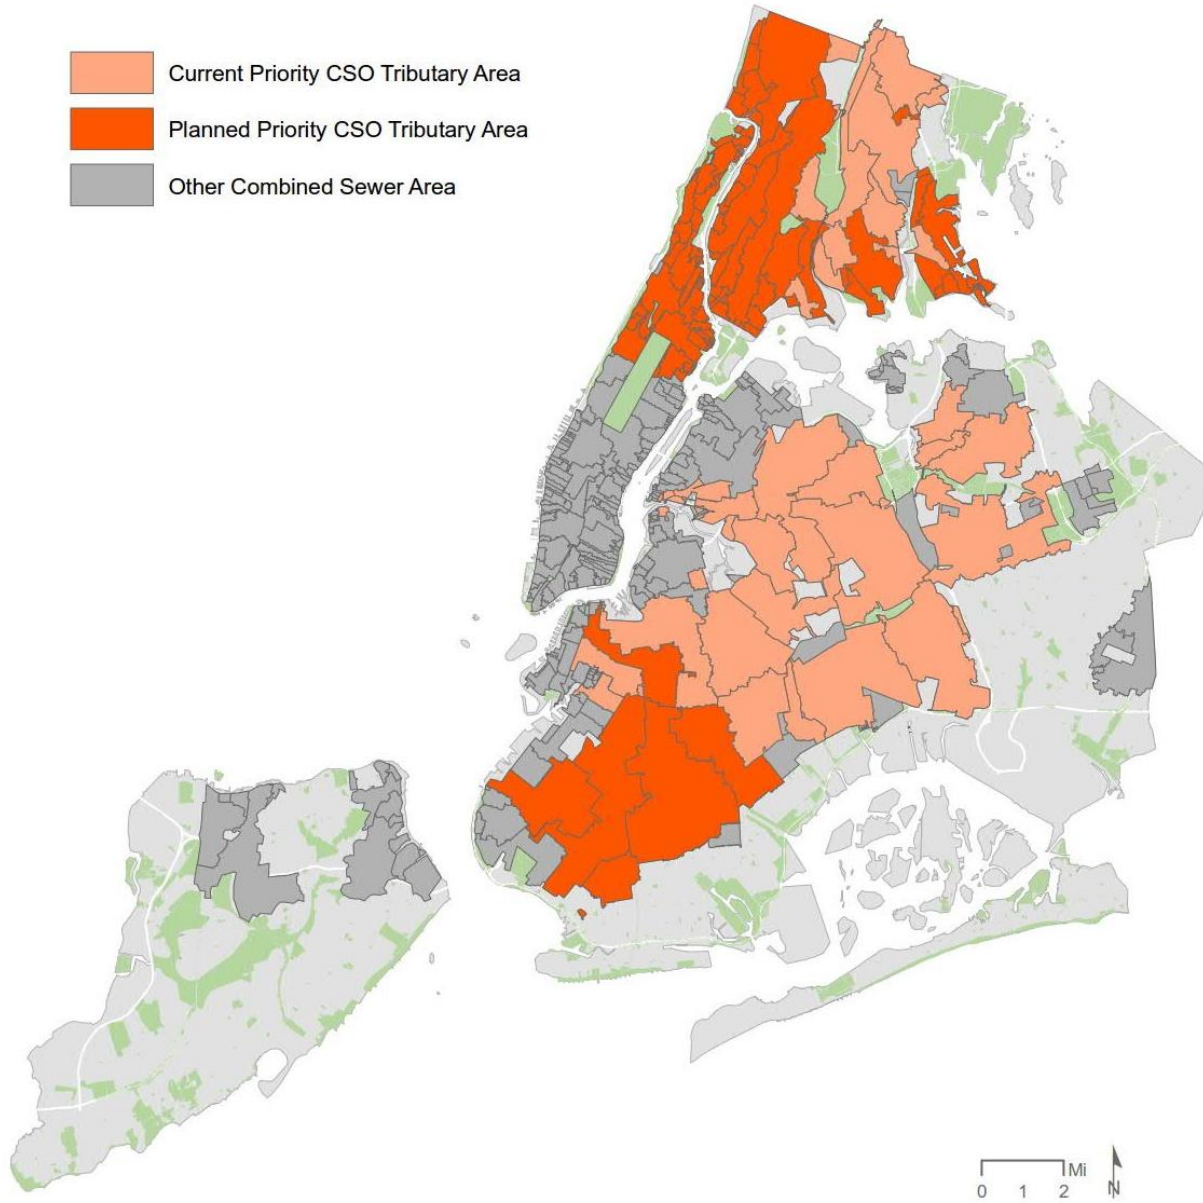 Current Priority CSO Tributary Area
Planned Priority CSO Tributary Area
Other Combined Sewer Area
Mi
0 1 2 N